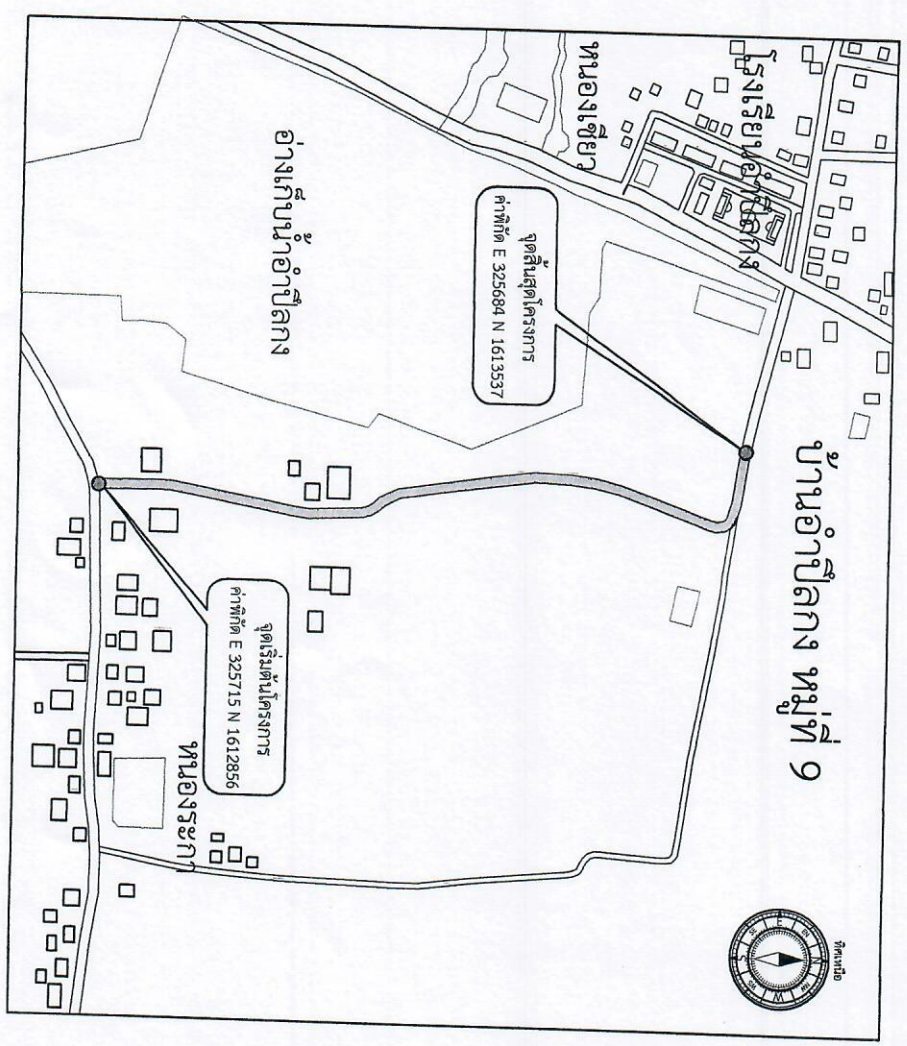 โรงเรียนอำปึลกง
หนองเขียว
อ่างเก็บน้ำอำปึลกง
จุดสิ้นสุดโครงการ
ค่าพิกัด E 325684 N 1613537
บ้านอำปึลกง หมู่ที่ 9
จุดเริ่มต้นโครงการ
ค่าพิกัด E 325715 N 1612856
หนองระกา
ทิศเหนือ
N
E
S
W